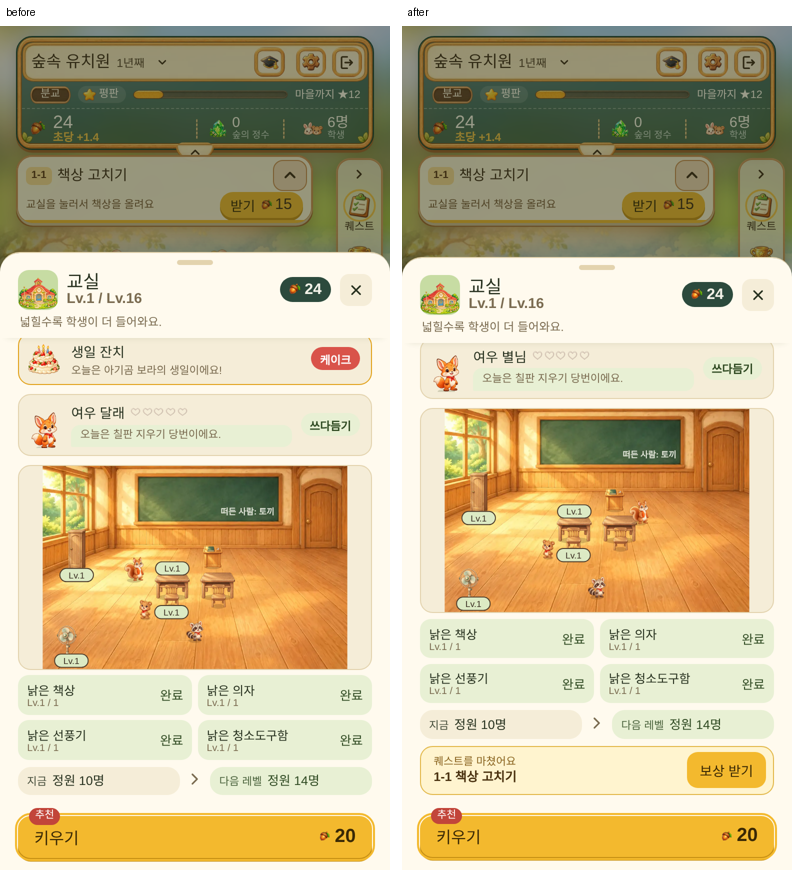 before
숲속 유치원 1년째
분교 평판 마을까지 ★12
24 초당 +1.4
0 숲의 정수
6명 학생
1-1 책상 고치기
교실을 눌러서 책상을 올려요
받기 15
퀘스트
교실
Lv.1 / Lv.16
24
넓힐수록 학생이 더 들어와요.
생일 잔치
오늘은 아기곰 보라의 생일이에요!
케이크
여우 달래
오늘은 칠판 지우기 당번이에요.
쓰다듬기
떠든 사람: 토끼
Lv.1
Lv.1
Lv.1
Lv.1
낡은 책상
Lv.1 / 1
완료
낡은 의자
Lv.1 / 1
완료
낡은 선풍기
Lv.1 / 1
완료
낡은 청소도구함
Lv.1 / 1
완료
지금 정원 10명
다음 레벨 정원 14명
추천
키우기 20
after
숲속 유치원 1년째
분교 평판 마을까지 ★12
24 초당 +1.4
0 숲의 정수
6명 학생
1-1 책상 고치기
교실을 눌러서 책상을 올려요
받기 15
퀘스트
교실
Lv.1 / Lv.16
24
넓힐수록 학생이 더 들어와요.
여우 별님
오늘은 칠판 지우기 당번이에요.
쓰다듬기
떠든 사람: 토끼
Lv.1
Lv.1
Lv.1
Lv.1
낡은 책상
Lv.1 / 1
완료
낡은 의자
Lv.1 / 1
완료
낡은 선풍기
Lv.1 / 1
완료
낡은 청소도구함
Lv.1 / 1
완료
지금 정원 10명
다음 레벨 정원 14명
퀘스트를 마쳤어요
1-1 책상 고치기
보상 받기
추천
키우기 20